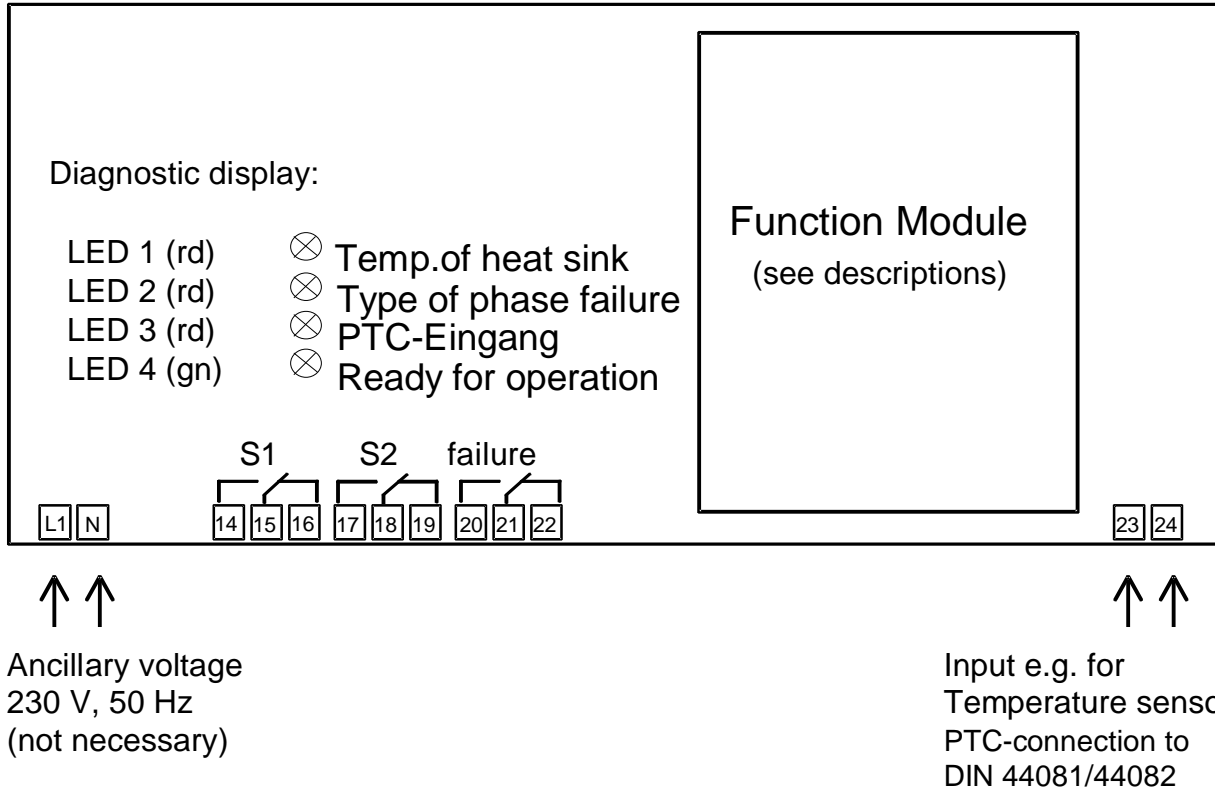 Diagnostic display:
LED 1 (rd) Temp.of heat sink
LED 2 (rd) Type of phase failure
LED 3 (rd) PTC-Eingang
LED 4 (gn) Ready for operation
Function Module
(see descriptions)
S1 S2 failure
L1 N 14 15 16 17 18 19 20 21 22 23 24
Ancillary voltage
230 V, 50 Hz
(not necessary)
Input e.g. for
Temperature senso
PTC-connection to
DIN 44081/44082